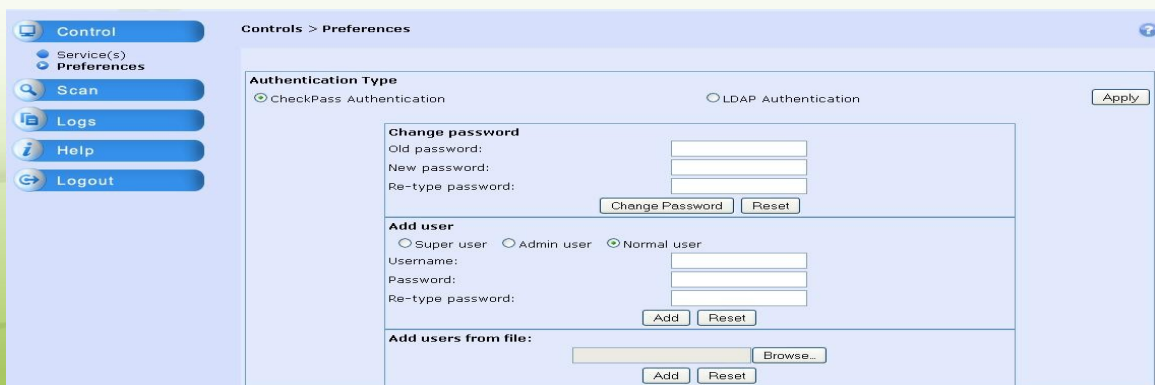 Control
Service(s)
Preferences
Scan
Logs
Help
Logout
Controls > Preferences
Authentication Type
CheckPass Authentication LDAP Authentication Apply
Change password
Old password:
New password:
Re-type password:
Change Password Reset
Add user
Super user Admin user Normal user
Username:
Password:
Re-type password:
Add Reset
Add users from file:
Browse...
Add Reset